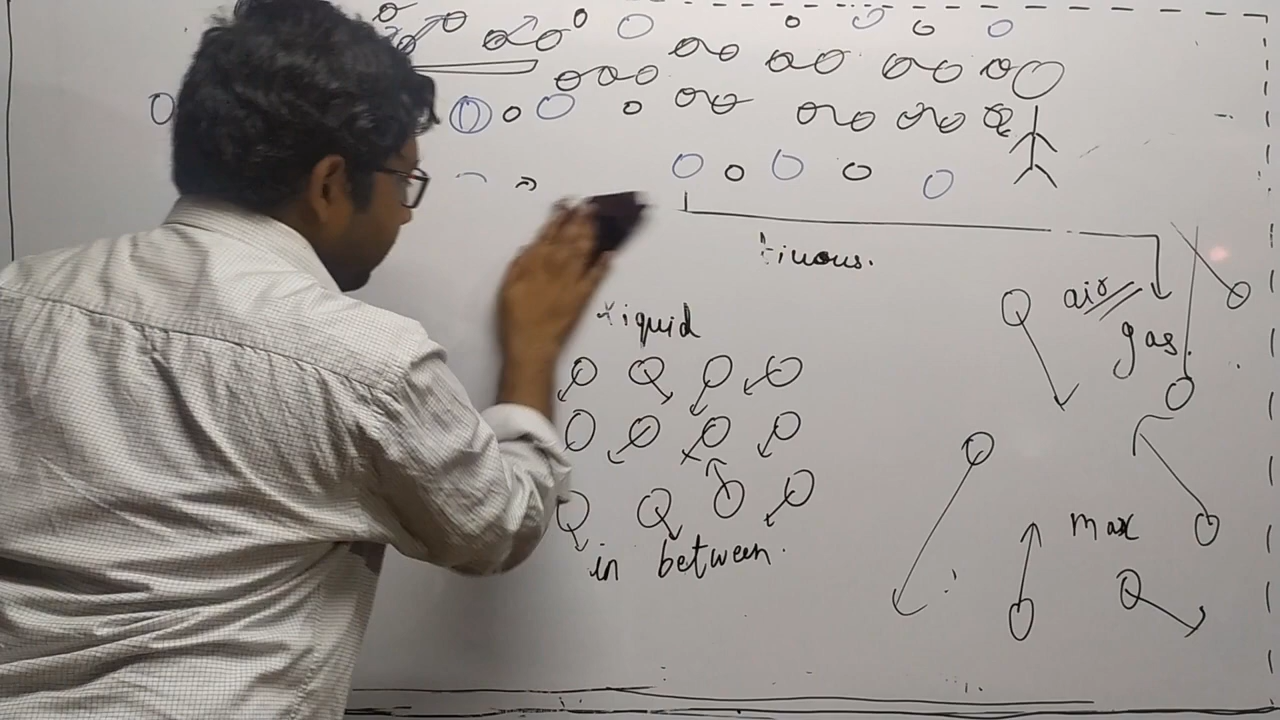 tinuous.
air
gas.
liquid
max
in between.